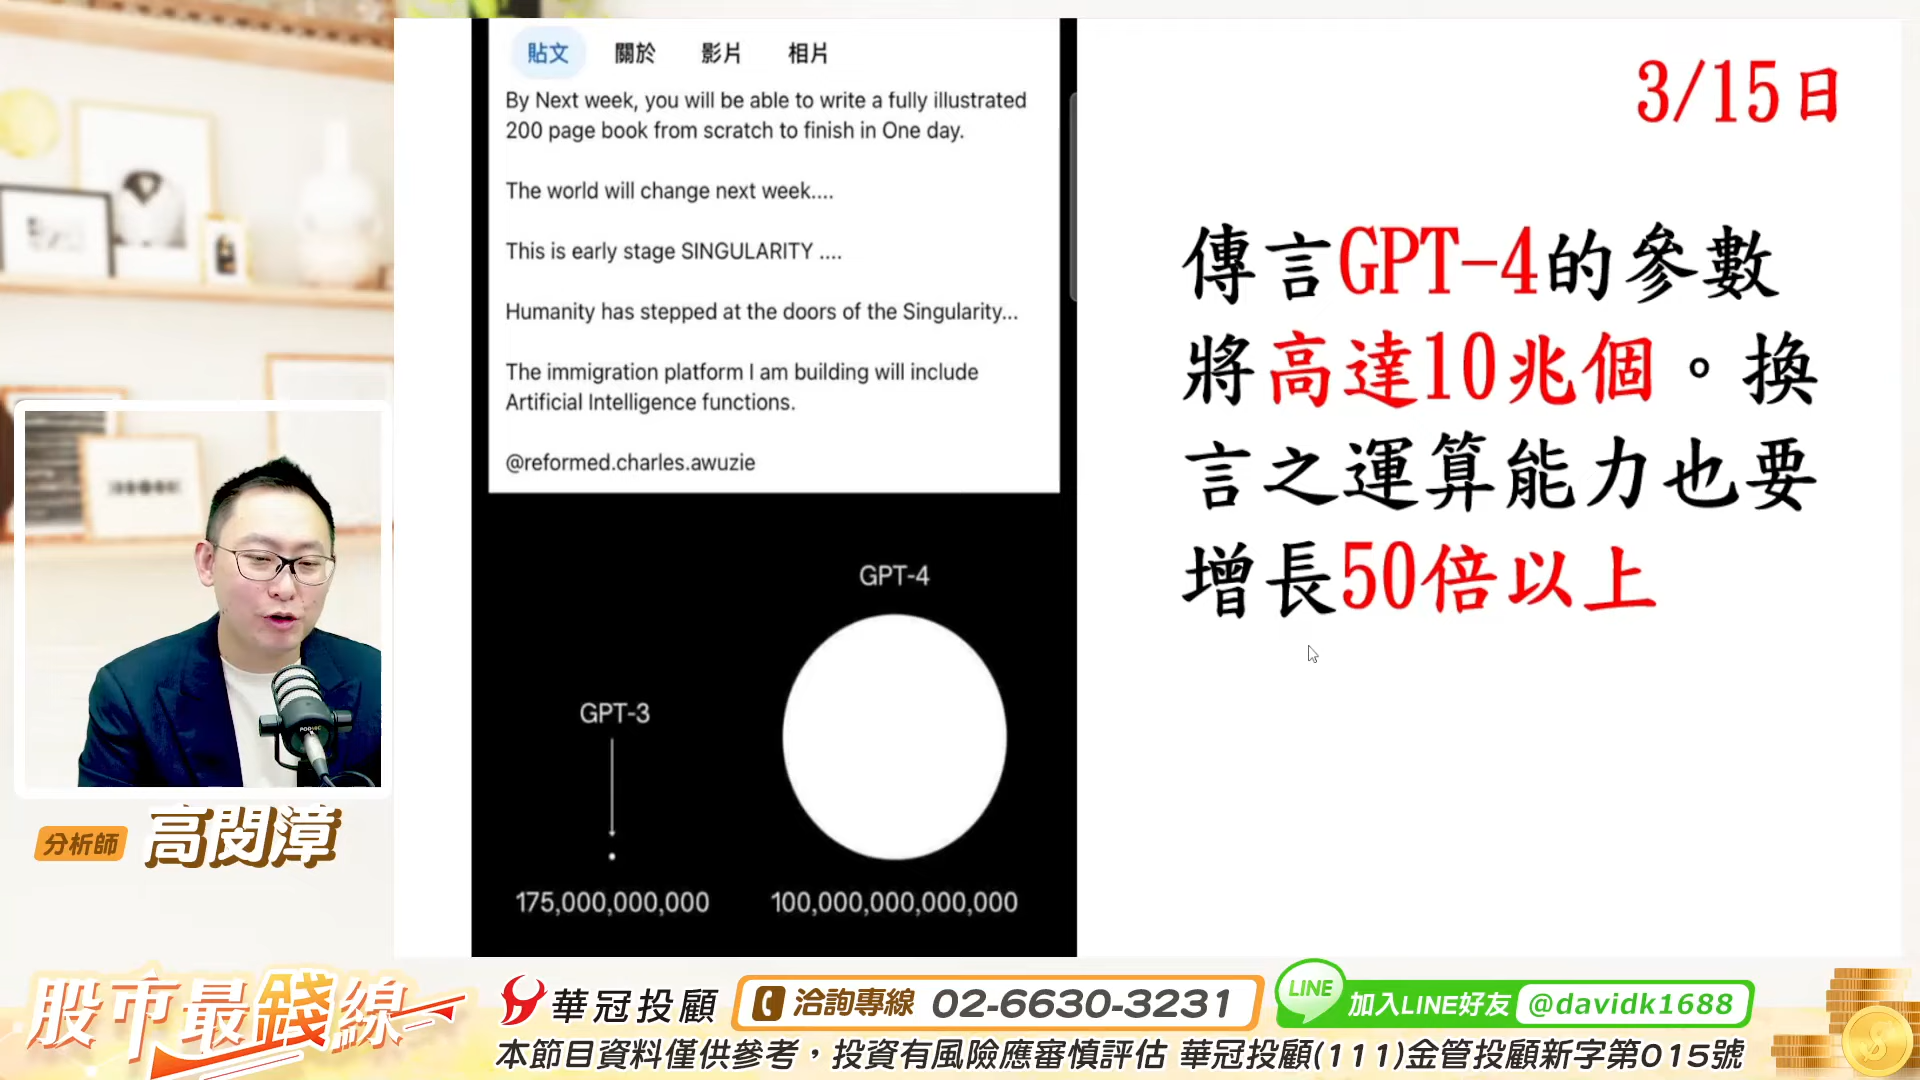 貼文 關於 影片 相片
By Next week, you will be able to write a fully illustrated
200 page book from scratch to finish in One day.
The world will change next week....
This is early stage SINGULARITY ....
Humanity has stepped at the doors of the Singularity...
The immigration platform I am building will include
Artificial Intelligence functions.
@reformed.charles.awuzie
GPT-4
GPT-3
175,000,000,000
100,000,000,000,000
3/15日
傳言GPT-4的參數
將高達10兆個。換
言之運算能力也要
增長50倍以上
分析師 高閔漳
股市最錢線
華冠投顧
洽詢專線 02-6630-3231
LINE
加入LINE好友 @davidk1688
本節目資料僅供參考，投資有風險應審慎評估 華冠投顧(111)金管投顧新字第015號